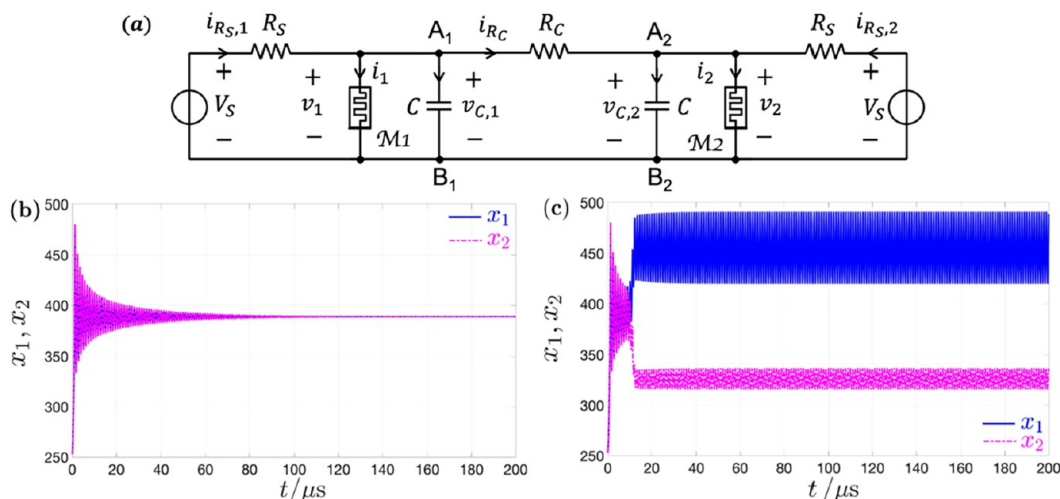 (a)
i_{R_S,1} R_S A_1 i_{R_C} R_C A_2 R_S i_{R_S,2}
+ + i_1 + + i_2 + +
V_S v_1 C v_{C,1} v_{C,2} C v_2 V_S
− − M1 − − M2 − −
B_1 B_2
(b)
x_1
x_2
500
450
400
350
300
250
x_1, x_2
0 20 40 60 80 100 120 140 160 180 200
t/μs
(c)
500
450
400
350
300
250
x_1, x_2
x_1
x_2
0 20 40 60 80 100 120 140 160 180 200
t/μs